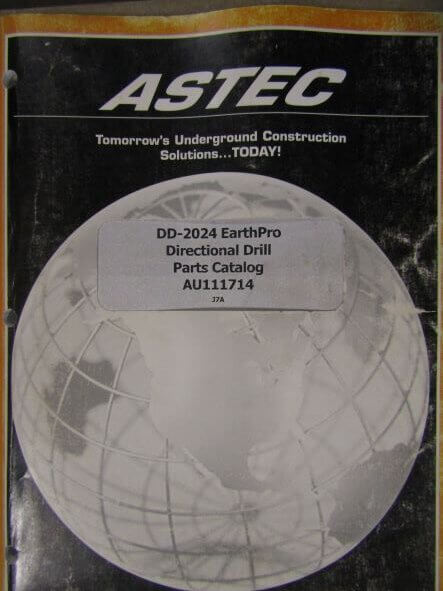 ASTEC
Tomorrow's Underground Construction
Solutions...TODAY!
DD-2024 EarthPro
Directional Drill
Parts Catalog
AU111714
J7A